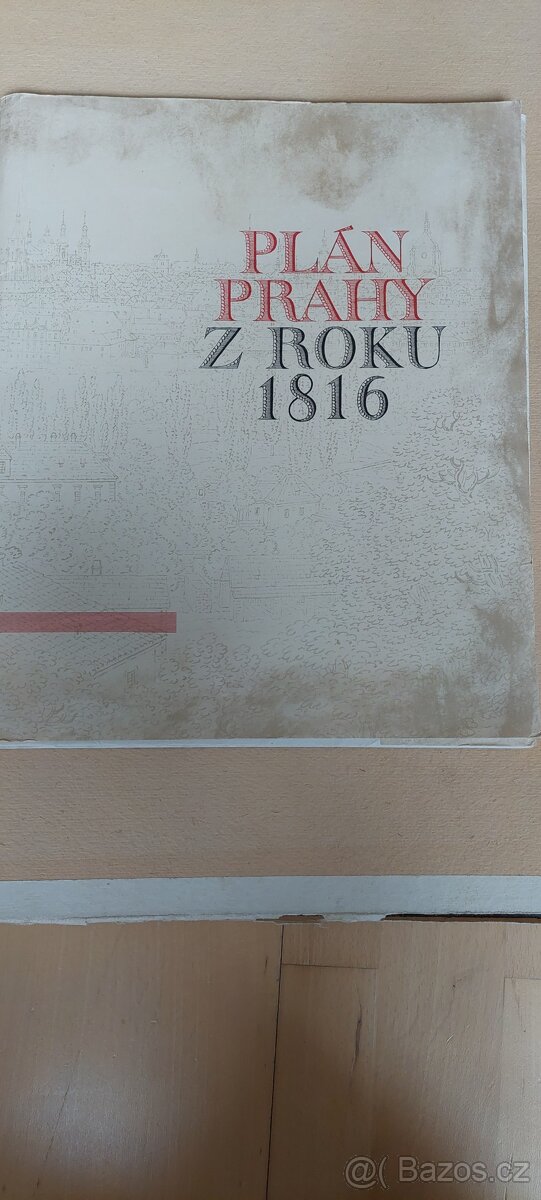 PLÁN
PRAHY
Z ROKU
1816
@( Bazos.cz